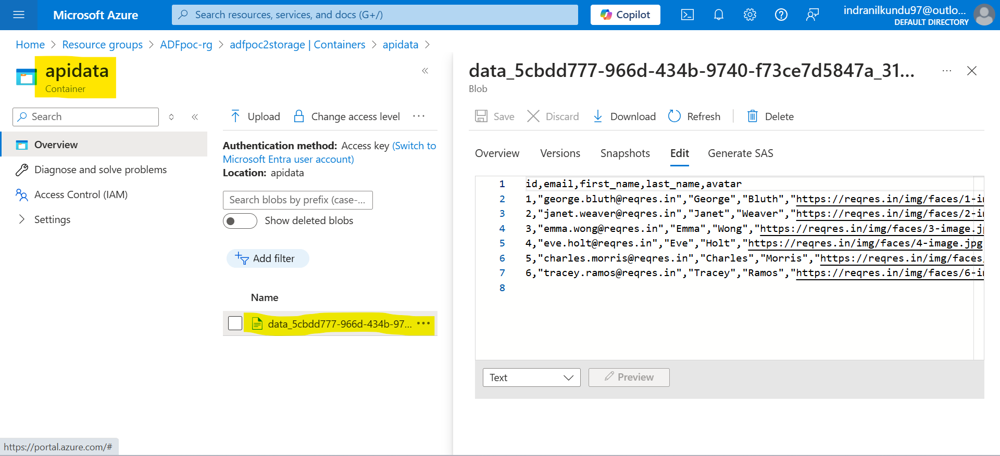 Microsoft Azure
Search resources, services, and docs (G+/)
Copilot
indranilkundu97@outlo...
DEFAULT DIRECTORY
Home > Resource groups > ADFpoc-rg > adfpoc2storage | Containers > apidata >
apidata
Container
Search
Overview
Diagnose and solve problems
Access Control (IAM)
Settings
Upload
Change access level
Authentication method: Access key (Switch to
Microsoft Entra user account)
Location: apidata
Search blobs by prefix (case-...
Show deleted blobs
Add filter
Name
data_5cbdd777-966d-434b-97...
data_5cbdd777-966d-434b-9740-f73ce7d5847a_31...
Blob
Save
Discard
Download
Refresh
Delete
Overview
Versions
Snapshots
Edit
Generate SAS
1 id,email,first_name,last_name,avatar
2 1,"george.bluth@reqres.in","George","Bluth","https://reqres.in/img/faces/1-i
3 2,"janet.weaver@reqres.in","Janet","Weaver","https://reqres.in/img/faces/2-i
4 3,"emma.wong@reqres.in","Emma","Wong","https://reqres.in/img/faces/3-image.j
5 4,"eve.holt@reqres.in","Eve","Holt","https://reqres.in/img/faces/4-image.jpg
6 5,"charles.morris@reqres.in","Charles","Morris","https://reqres.in/img/faces
7 6,"tracey.ramos@reqres.in","Tracey","Ramos","https://reqres.in/img/faces/6-i
8
Text
Preview
https://portal.azure.com/#